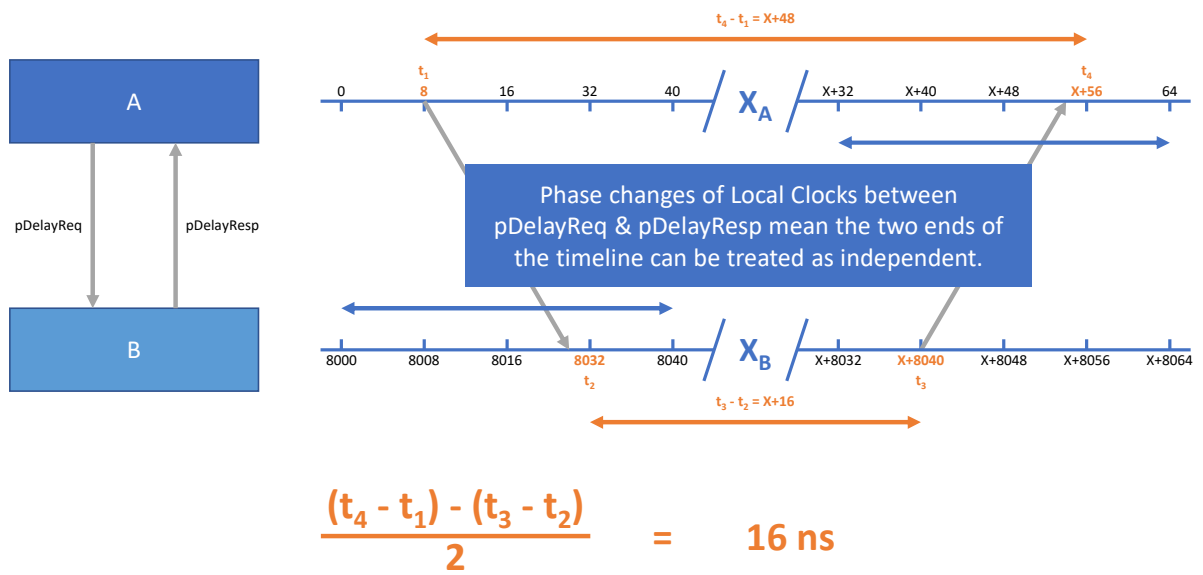 t4 - t1 = X+48
A
t1
t4
0 8 16 32 40 XA X+32 X+40 X+48 X+56 64
pDelayReq pDelayResp
Phase changes of Local Clocks between
pDelayReq & pDelayResp mean the two ends of
the timeline can be treated as independent.
B
XB
8000 8008 8016 8032 8040 X+8032 X+8040 X+8048 X+8056 X+8064
t2
t3
t3 - t2 = X+16
(t4 - t1) - (t3 - t2)
2
= 16 ns